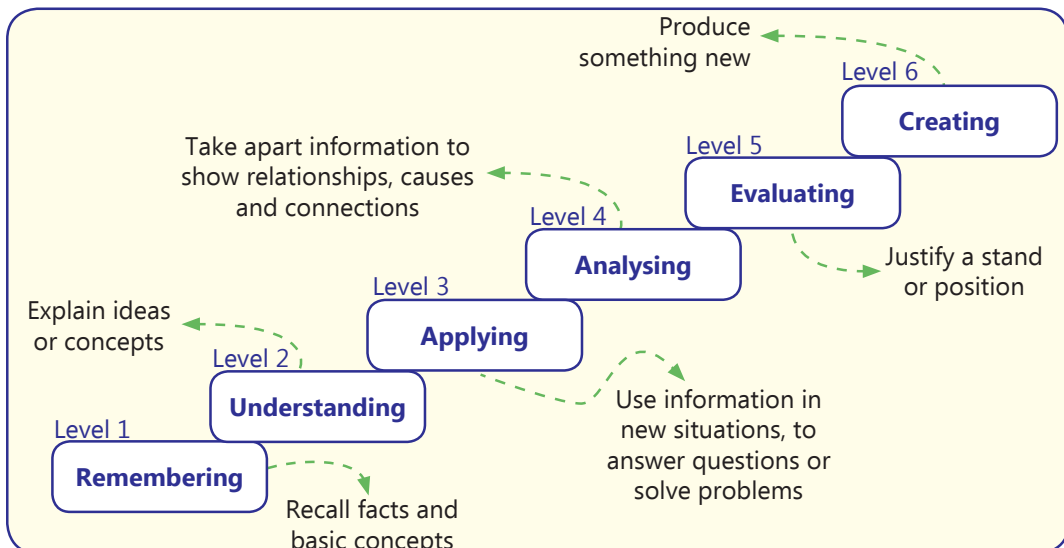 Produce
something new
Level 6
Creating
Take apart information to
show relationships, causes
and connections
Level 5
Evaluating
Justify a stand
or position
Level 4
Analysing
Level 3
Applying
Use information in
new situations, to
answer questions or
solve problems
Explain ideas
or concepts
Level 2
Understanding
Level 1
Remembering
Recall facts and
basic concepts